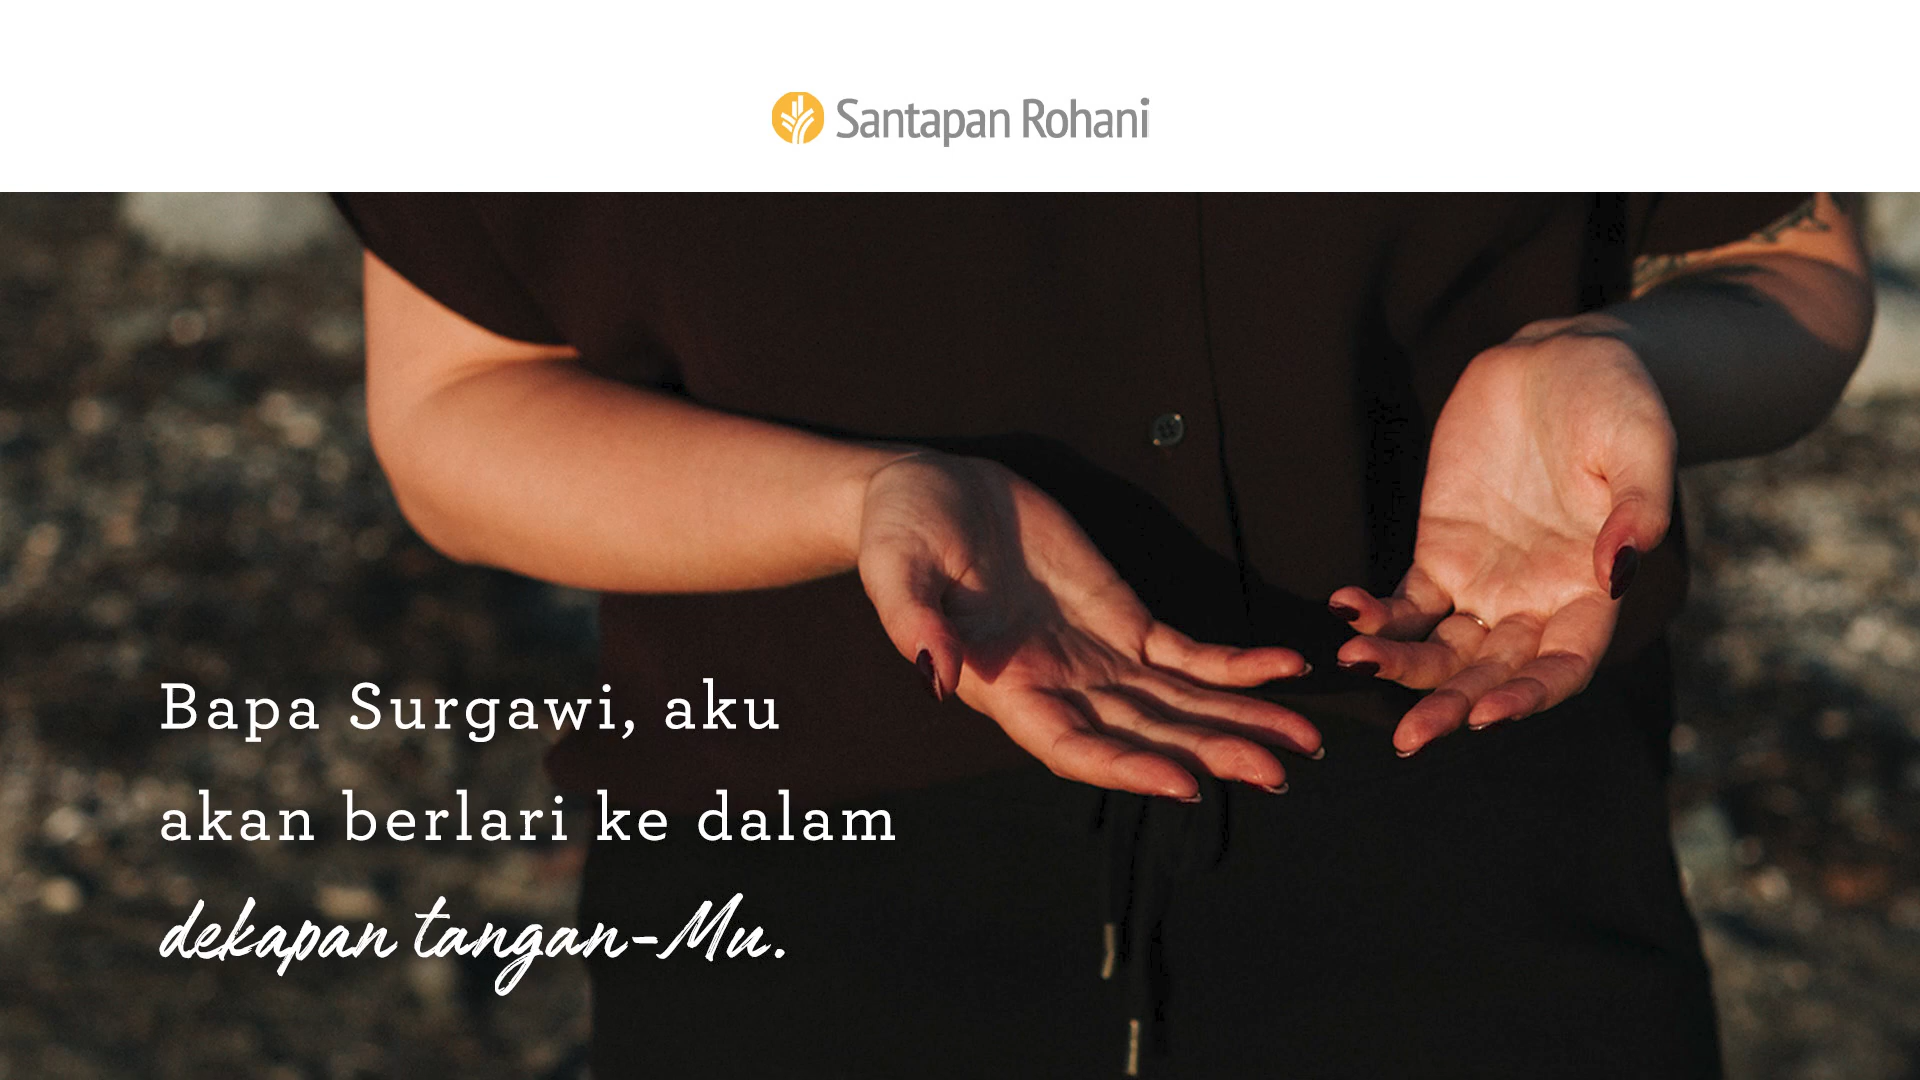 Santapan Rohani
Bapa Surgawi, aku
akan berlari ke dalam
dekapan tangan-Mu.